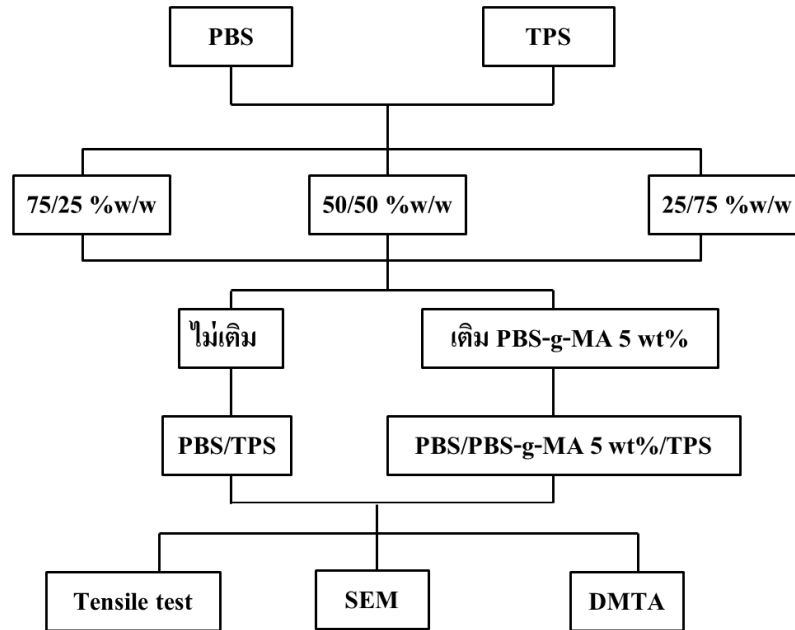 PBS
TPS
75/25 %w/w
50/50 %w/w
25/75 %w/w
ไม่เติม
เติม PBS-g-MA 5 wt%
PBS/TPS
PBS/PBS-g-MA 5 wt%/TPS
Tensile test
SEM
DMTA